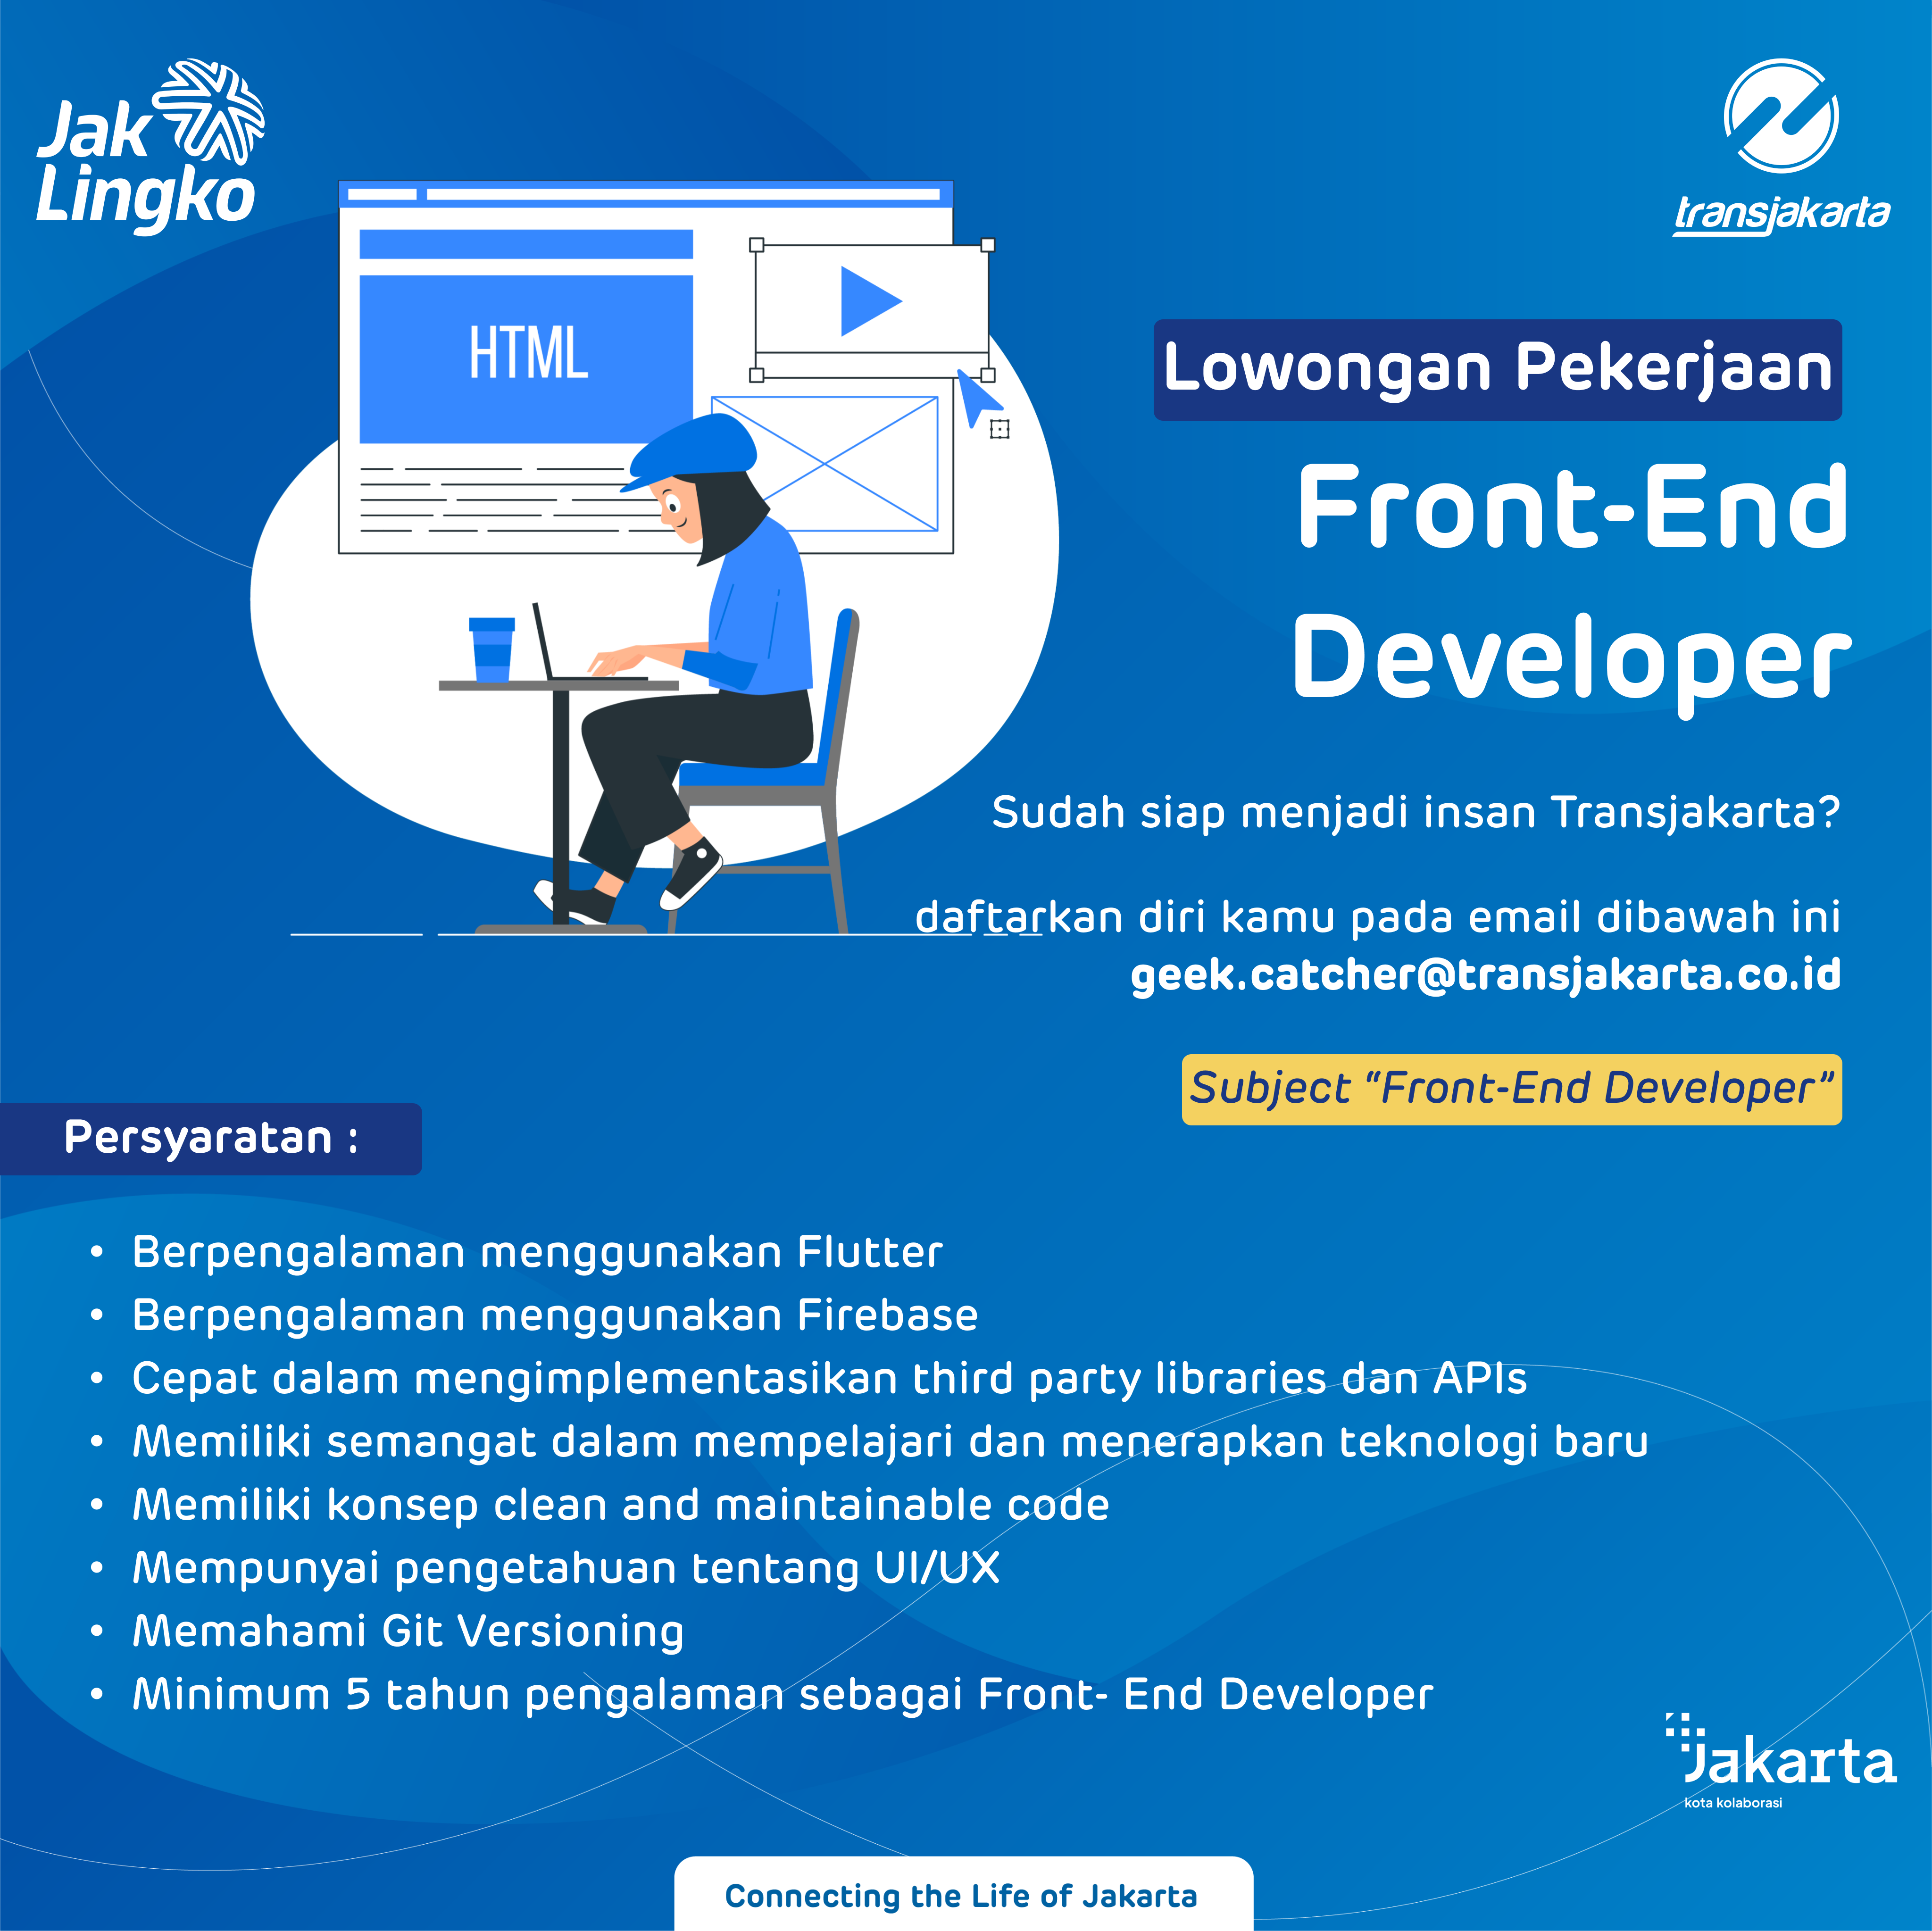 Jak
Lingko
transjakarta
HTML
Lowongan Pekerjaan
Front-End
Developer
Sudah siap menjadi insan Transjakarta?
daftarkan diri kamu pada email dibawah ini
geek.catcher@transjakarta.co.id
Subject “Front-End Developer”
Persyaratan :
• Berpengalaman menggunakan Flutter
• Berpengalaman menggunakan Firebase
• Cepat dalam mengimplementasikan third party libraries dan APIs
• Memiliki semangat dalam mempelajari dan menerapkan teknologi baru
• Memiliki konsep clean and maintainable code
• Mempunyai pengetahuan tentang UI/UX
• Memahami Git Versioning
• Minimum 5 tahun pengalaman sebagai Front- End Developer
Jakarta
kota kolaborasi
Connecting the Life of Jakarta